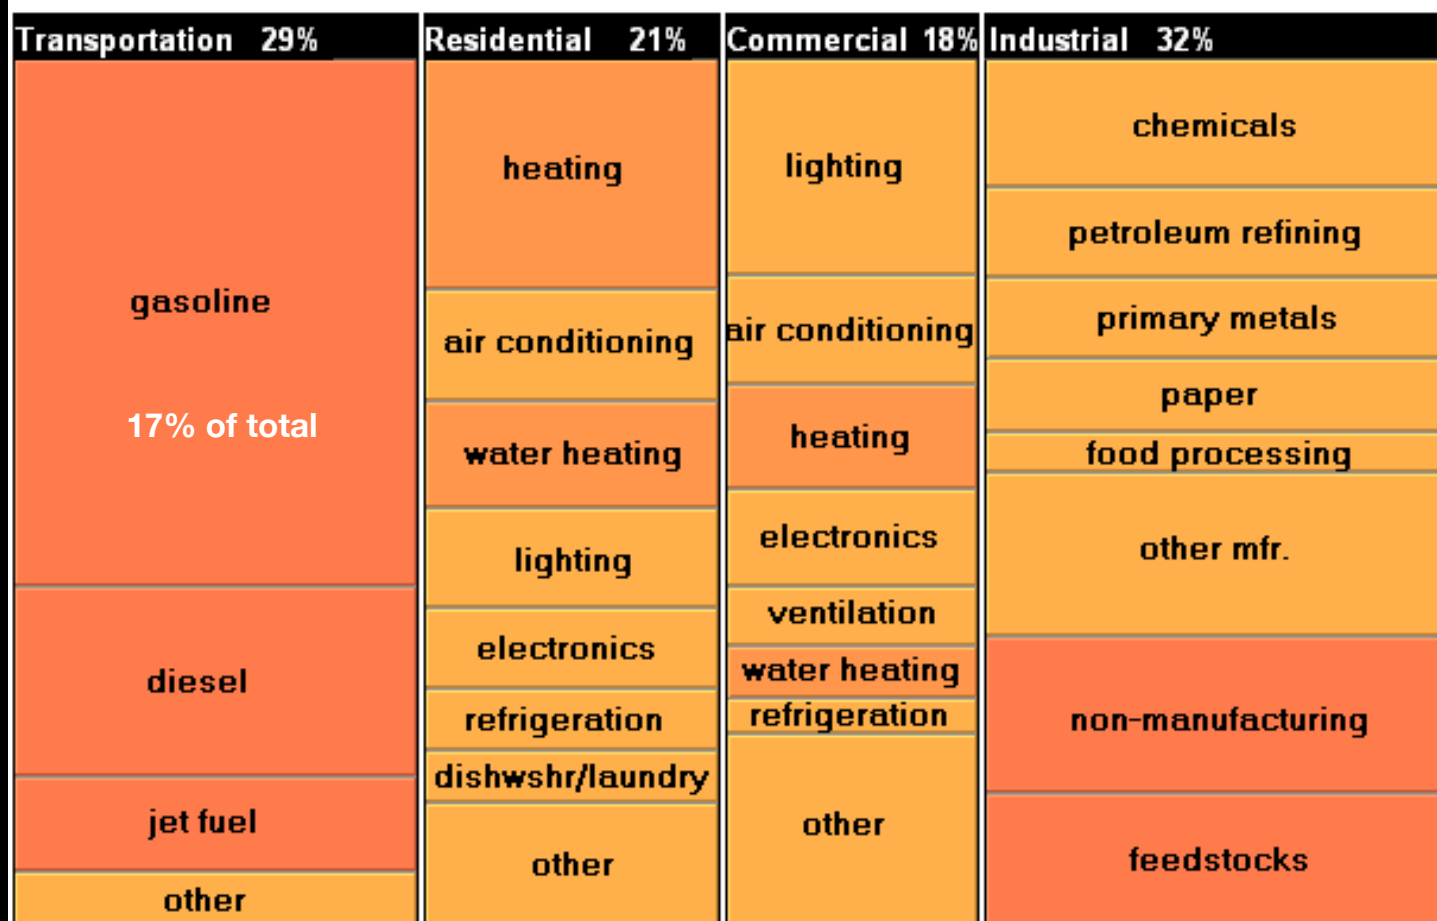 Transportation 29%
gasoline
17% of total
diesel
jet fuel
other
Residential 21%
heating
air conditioning
water heating
lighting
electronics
refrigeration
dishwshr/laundry
other
Commercial 18%
lighting
air conditioning
heating
electronics
ventilation
water heating
refrigeration
other
Industrial 32%
chemicals
petroleum refining
primary metals
paper
food processing
other mfr.
non-manufacturing
feedstocks